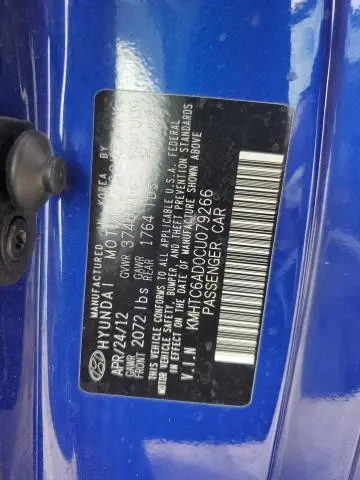 MANUFACTURED IN KOREA BY
HYUNDAI MOTOR
APR/24/12 GVWR 3748 lbs
GAWR FRONT 2072 lbs GAWR REAR 1764 lbs
THIS VEHICLE CONFORMS TO ALL APPLICABLE U.S.A. FEDERAL
MOTOR VEHICLE SAFETY, BUMPER, AND THEFT PREVENTION STANDARDS
IN EFFECT ON THE DATE OF MANUFACTURE SHOWN ABOVE.
V.I.N KMHTC6AD0CU079266
PASSENGER CAR